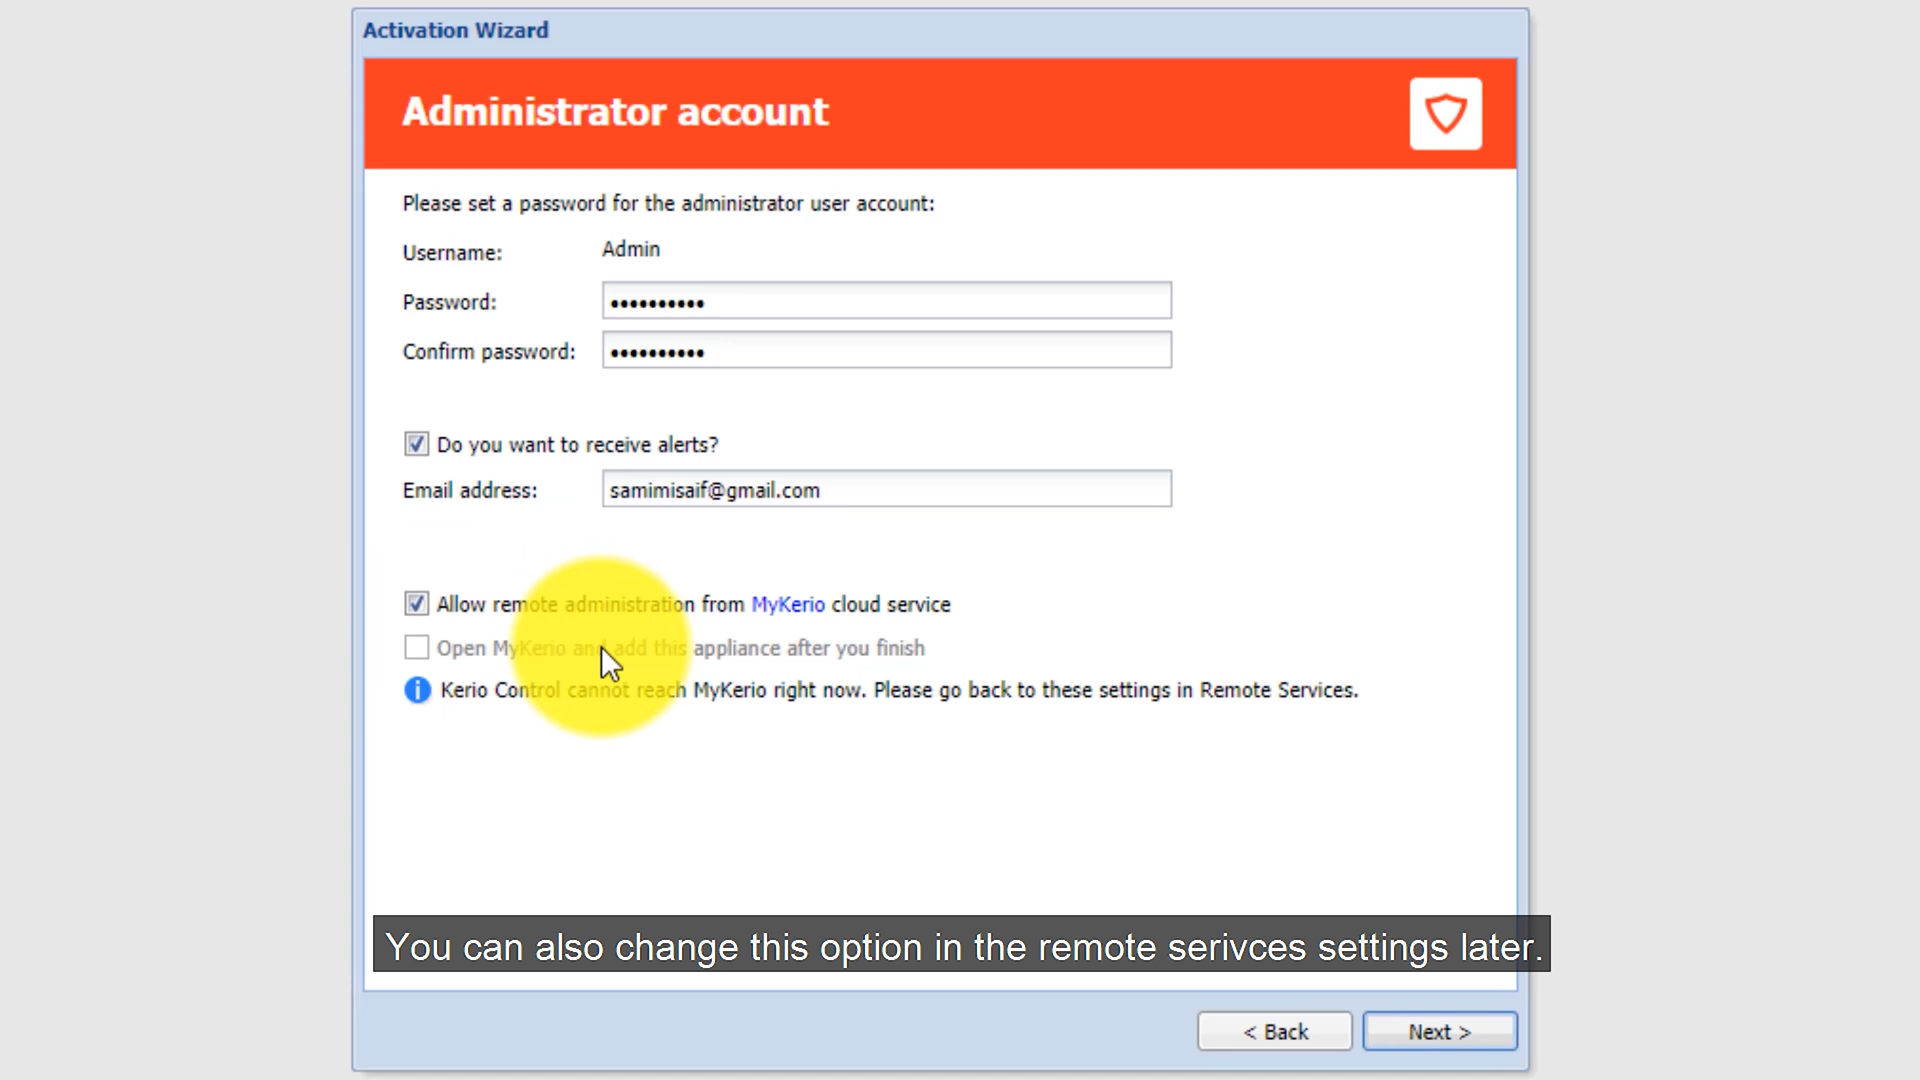 Activation Wizard
Administrator account
Please set a password for the administrator user account:
Username: Admin
Password: ••••••••••
Confirm password: ••••••••••
Do you want to receive alerts?
Email address: samimisaif@gmail.com
Allow remote administration from MyKerio cloud service
Open MyKerio and add this appliance after you finish
Kerio Control cannot reach MyKerio right now. Please go back to these settings in Remote Services.
You can also change this option in the remote serivces settings later.
< Back Next >